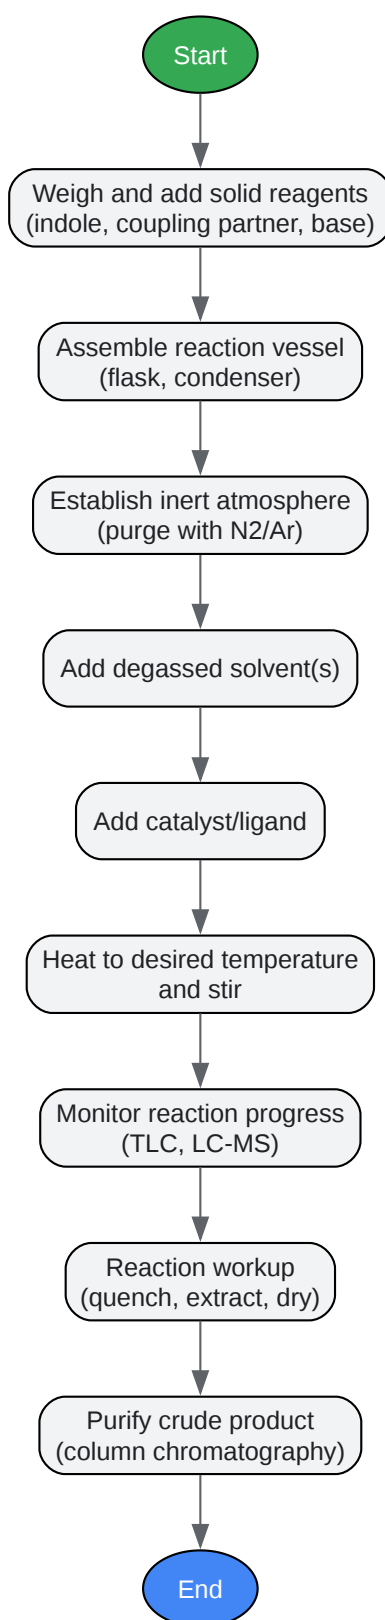 Start
Weigh and add solid reagents
(indole, coupling partner, base)
Assemble reaction vessel
(flask, condenser)
Establish inert atmosphere
(purge with N2/Ar)
Add degassed solvent(s)
Add catalyst/ligand
Heat to desired temperature
and stir
Monitor reaction progress
(TLC, LC-MS)
Reaction workup
(quench, extract, dry)
Purify crude product
(column chromatography)
End